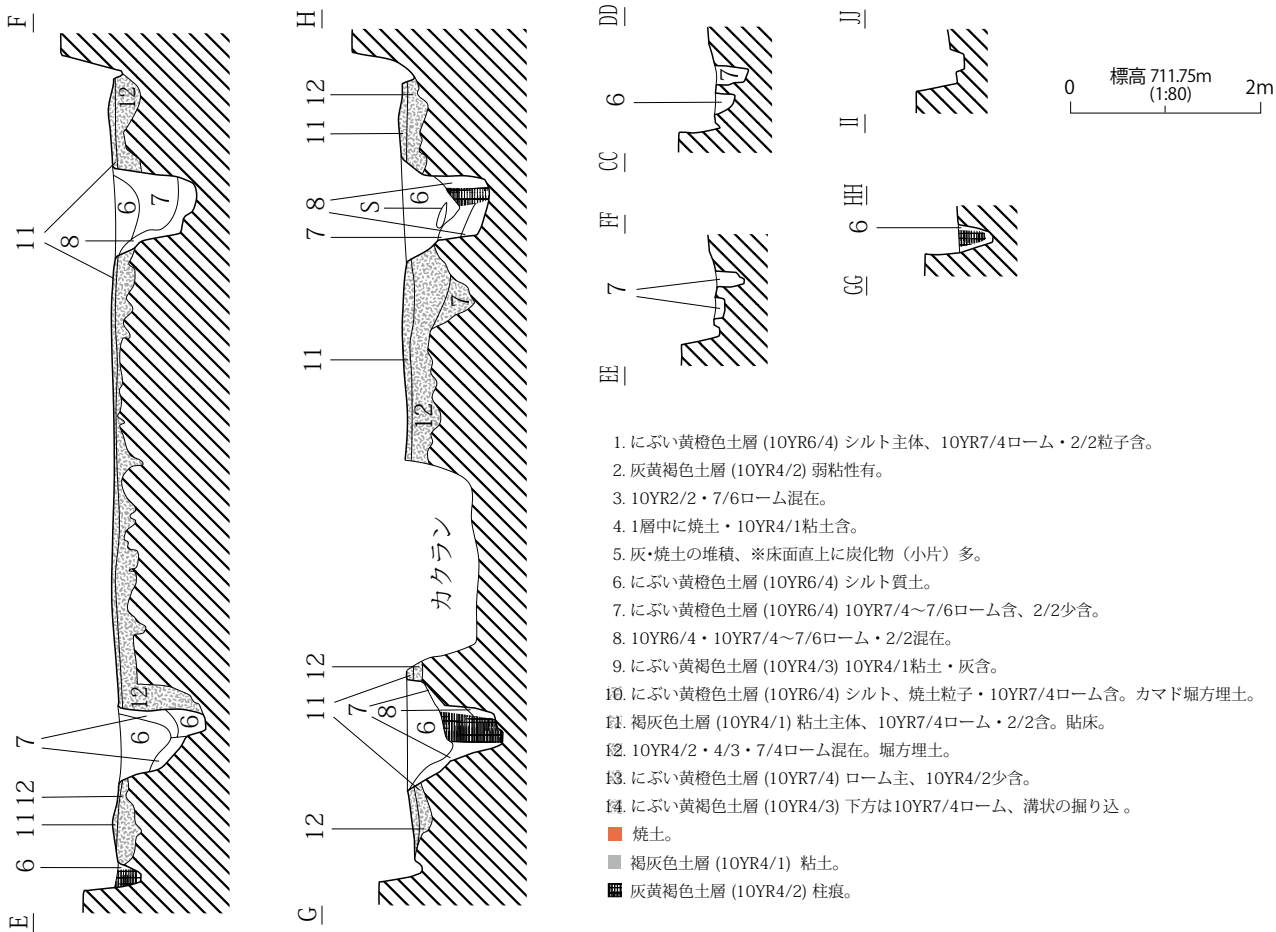 F
12
11
6
7
8
12
6
7
6
11 12
6
E
H
12
11
8
S
6
7
7
11
12
カクラン
12
11
7
8
6
12
G
DD
7
6
CC
FF
7
EE
JJ
II
HH
6
GG
標高 711.75m
0 (1:80) 2m
1. にぶい黄橙色土層 (10YR6/4) シルト主体、10YR7/4ローム・2/2粒子含。
2. 灰黄褐色土層 (10YR4/2) 弱粘性有。
3. 10YR2/2・7/6ローム混在。
4. 1層中に焼土・10YR4/1粘土含。
5. 灰・焼土の堆積、※床面直上に炭化物（小片）多。
6. にぶい黄橙色土層 (10YR6/4) シルト質土。
7. にぶい黄橙色土層 (10YR6/4) 10YR7/4～7/6ローム含、2/2少含。
8. 10YR6/4・10YR7/4～7/6ローム・2/2混在。
9. にぶい黄褐色土層 (10YR4/3) 10YR4/1粘土・灰含。
10. にぶい黄橙色土層 (10YR6/4) シルト、焼土粒子・10YR7/4ローム含。カマド堀方埋土。
11. 褐灰色土層 (10YR4/1) 粘土主体、10YR7/4ローム・2/2含。貼床。
12. 10YR4/2・4/3・7/4ローム混在。堀方埋土。
13. にぶい黄橙色土層 (10YR7/4) ローム主、10YR4/2少含。
14. にぶい黄褐色土層 (10YR4/3) 下方は10YR7/4ローム、溝状の掘り込 。
焼土。
褐灰色土層 (10YR4/1) 粘土。
灰黄褐色土層 (10YR4/2) 柱痕。